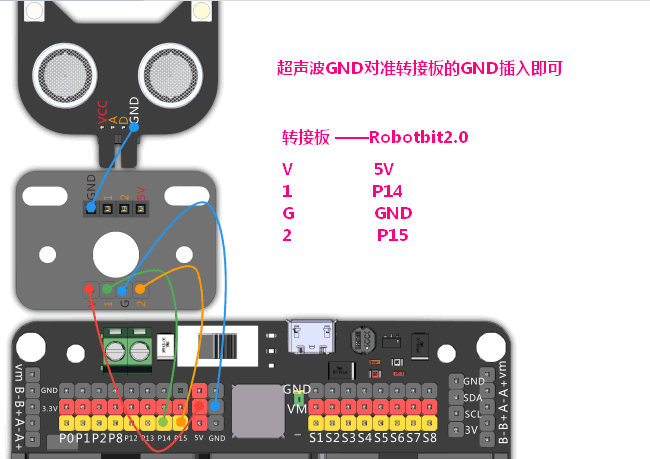 超声波GND对准转接板的GND插入即可
VCC
A
D
GND
转接板 ——Robotbit2.0
V 5V
1 P14
G GND
2 P15
GND 1 2 5V
V 1 G 2
vm B- B+ A- A+
GND
3.3V
P0 P1 P2 P8 P12 P13 P14 P15 5V GND
GND
VM
–
S1 S2 S3 S4 S5 S6 S7 S8
GND
SDA
SCL
3V
B- B+ A- A+ vm